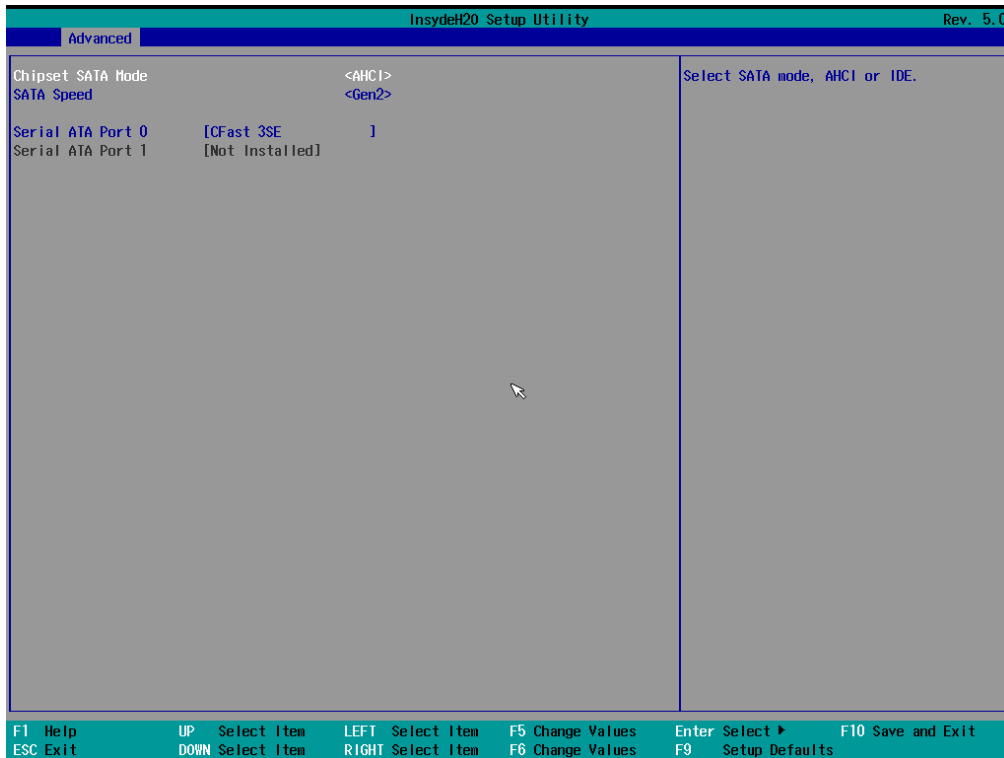 InsydeH20 Setup Utility Rev. 5.0
Advanced
Chipset SATA Mode <AHCI> Select SATA mode, AHCI or IDE.
SATA Speed <Gen2>
Serial ATA Port 0 [CFast 3SE ]
Serial ATA Port 1 [Not Installed]
F1 Help UP Select Item LEFT Select Item F5 Change Values Enter Select ▶ F10 Save and Exit
ESC Exit DOWN Select Item RIGHT Select Item F6 Change Values F9 Setup Defaults